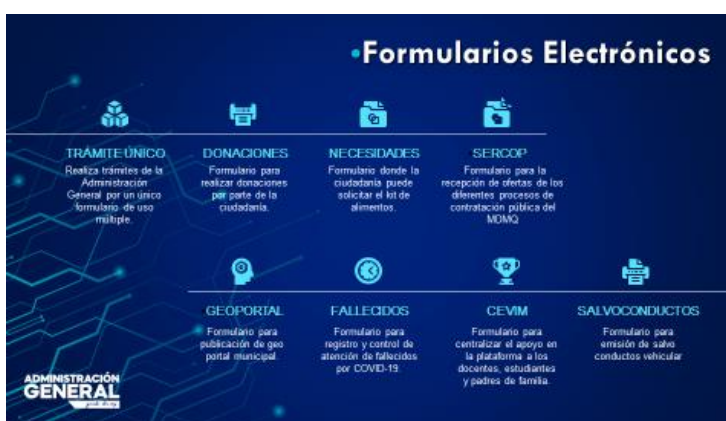 •Formularios Electrónicos
TRÁMITE ÚNICO
Realiza trámites de la
Administración
General por un único
formulario de uso
múltiple.
DONACIONES
Formulario para
realizar donaciones
por parte de la
ciudadanía.
NECESIDADES
Formulario donde la
ciudadanía puede
solicitar el kit de
alimentos.
SERCOP
Formulario para la
recepción de ofertas de los
diferentes procesos de
contratación pública del
MDMQ
GEOPORTAL
Formulario para
publicación de geo
portal municipal.
FALLECIDOS
Formulario para
registro y control de
atención de fallecidos
por COVID-19.
CEVIM
Formulario para
centralizar el apoyo en
la plataforma a los
docentes, estudiantes
y padres de familia.
SALVOCONDUCTOS
Formulario para
emisión de salvo
conductos vehicular
ADMINISTRACIÓN
GENERAL